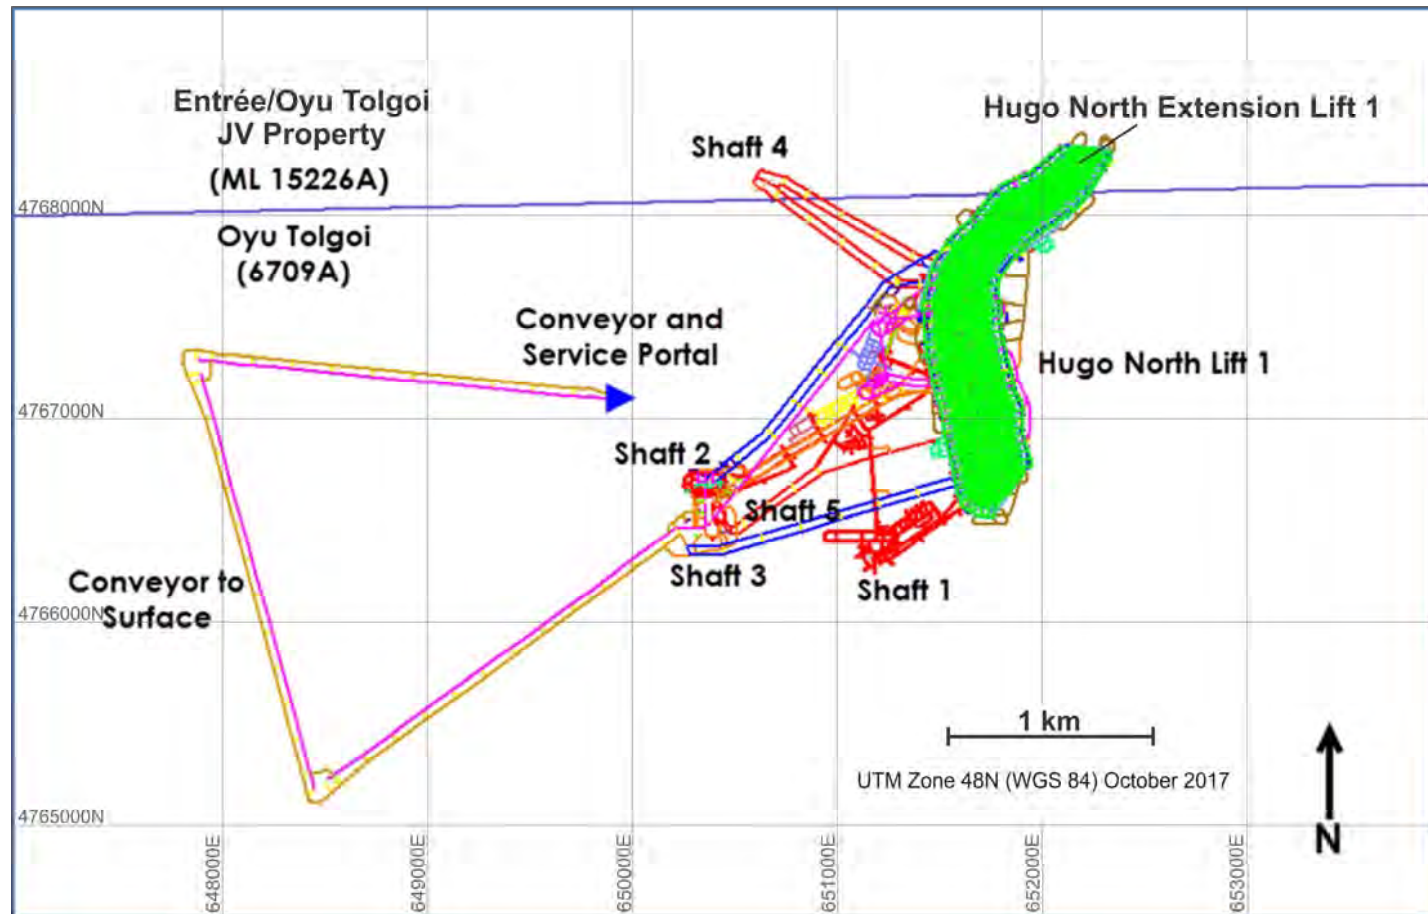 Entrée/Oyu Tolgoi
JV Property
(ML 15226A)
Hugo North Extension Lift 1
Shaft 4
4768000N
Oyu Tolgoi
(6709A)
Conveyor and
Service Portal
Hugo North Lift 1
4767000N
Shaft 2
Shaft 5
Shaft 3
Shaft 1
Conveyor to
Surface
4766000N
1 km
UTM Zone 48N (WGS 84) October 2017
4765000N
N
648000E
649000E
650000E
651000E
652000E
653000E